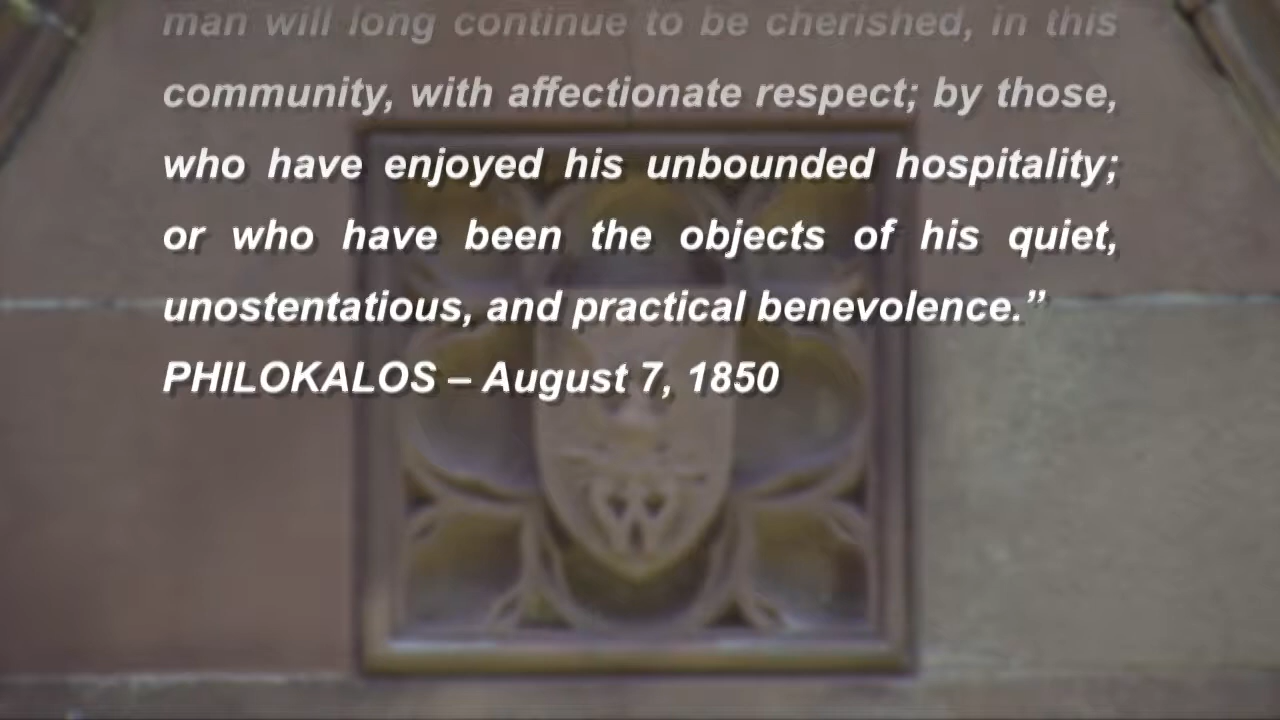 man will long continue to be cherished, in this
community, with affectionate respect; by those,
who have enjoyed his unbounded hospitality;
or who have been the objects of his quiet,
unostentatious, and practical benevolence.”
PHILOKALOS – August 7, 1850